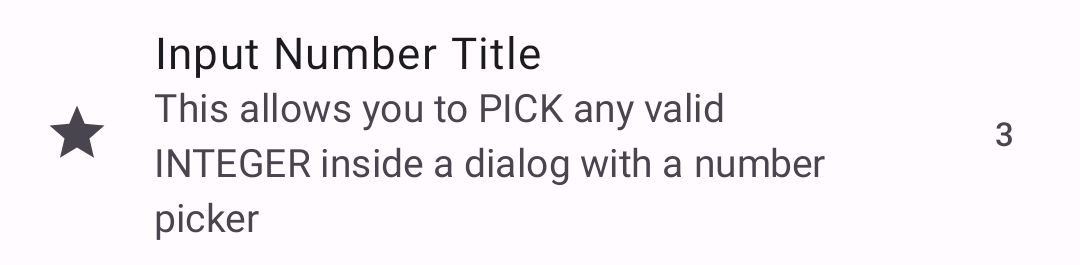 Input Number Title
This allows you to PICK any valid
INTEGER inside a dialog with a number
picker
3